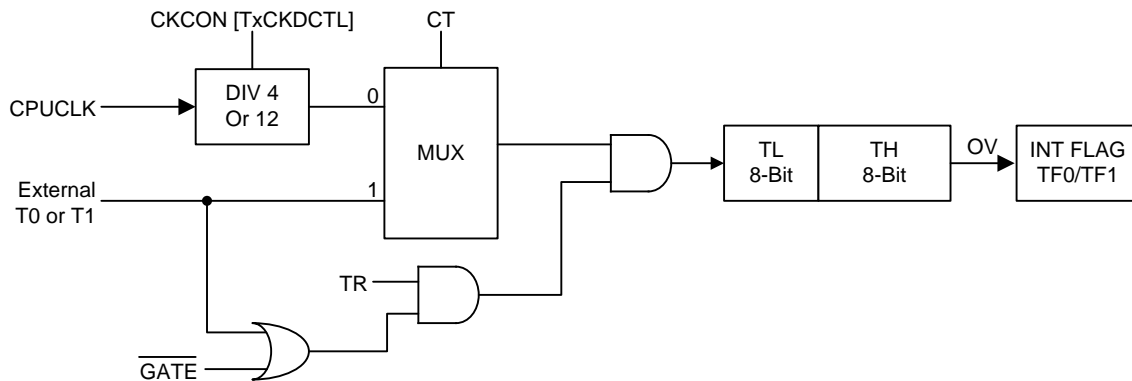 CKCON [TxCKDCTL]
CT
CPUCLK
DIV 4
Or 12
0
MUX
External
T0 or T1
1
TL
8-Bit
TH
8-Bit
OV
INT FLAG
TF0/TF1
TR
GATE